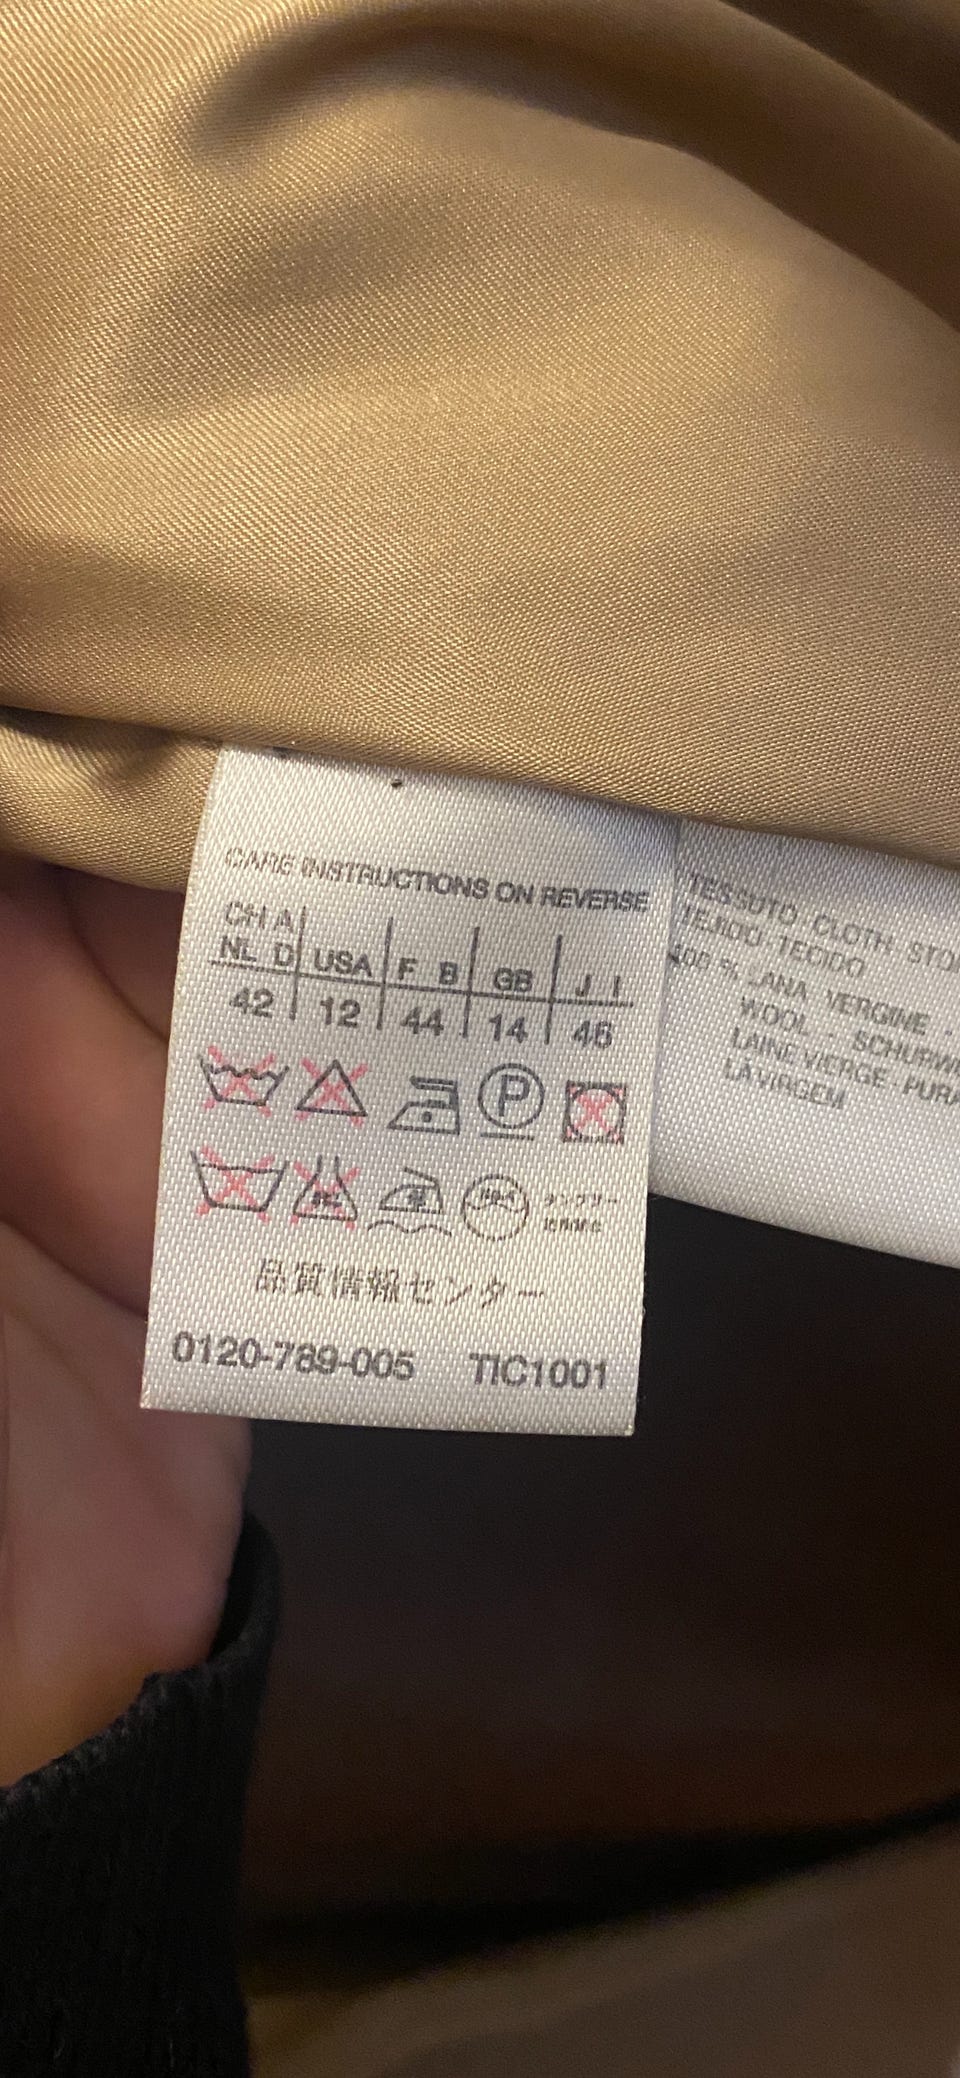 CARE INSTRUCTIONS ON REVERSE
CH A
NL D USA F B GB J I
42 12 44 14 46
P
品質情報センター
0120-789-005 TIC1001
TESSUTO - CLOTH STO
TEJIDO - TECIDO
100 % LANA VERGINE -
WOOL - SCHURW
LAINE VIERGE PURA
LA VIRGEM